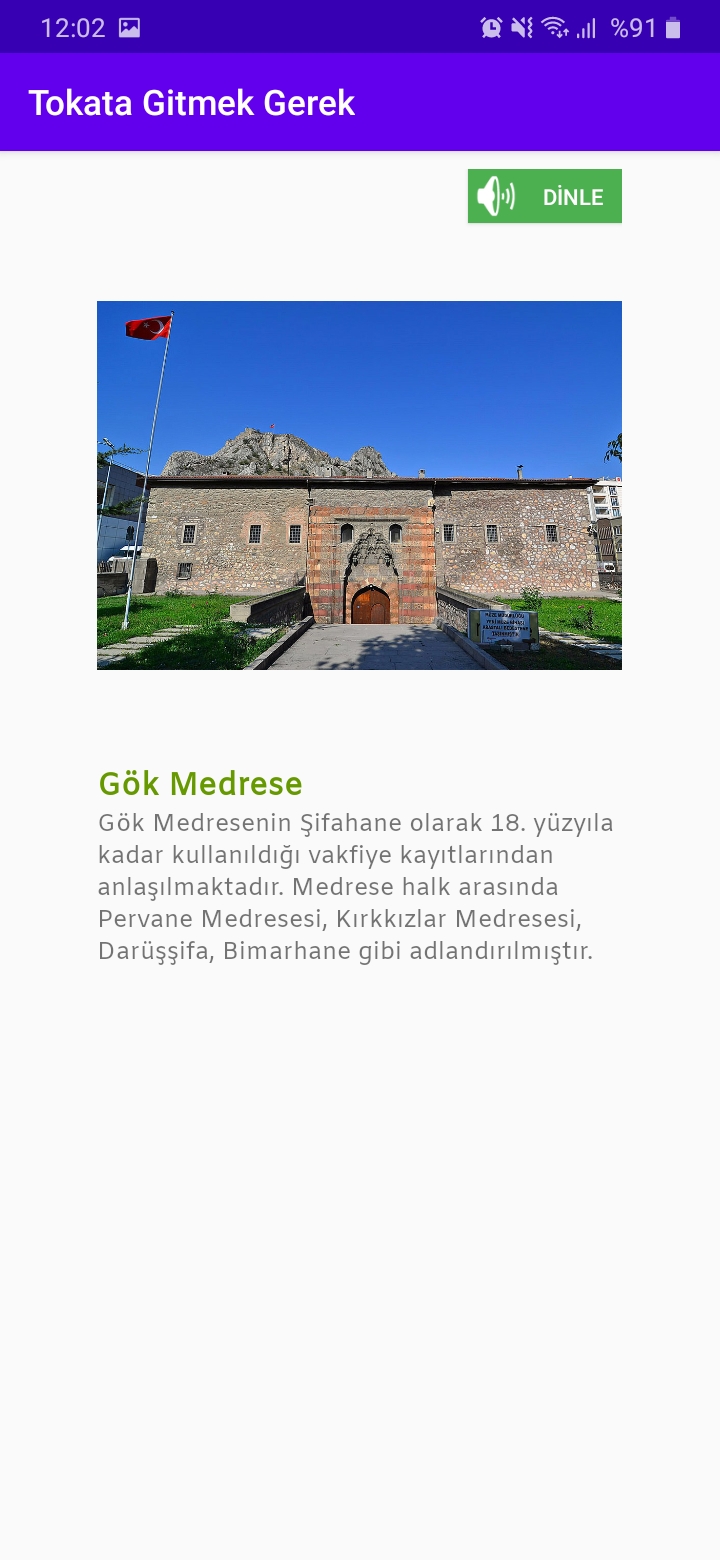 12:02 %91
Tokata Gitmek Gerek
DİNLE
Gök Medrese
Gök Medresenin Şifahane olarak 18. yüzyıla
kadar kullanıldığı vakfiye kayıtlarından
anlaşılmaktadır. Medrese halk arasında
Pervane Medresesi, Kırkkızlar Medresesi,
Darüşşifa, Bimarhane gibi adlandırılmıştır.